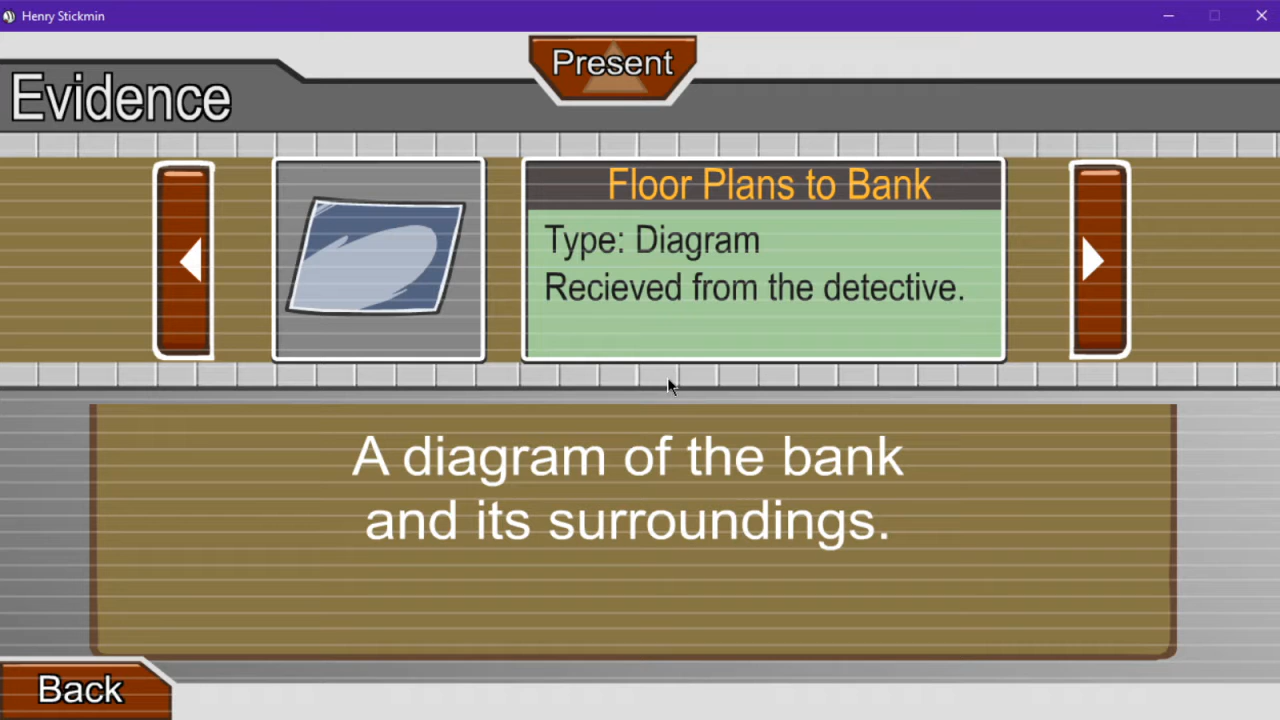 Henry Stickmin
Present
Evidence
Floor Plans to Bank
Type: Diagram
Recieved from the detective.
A diagram of the bank
and its surroundings.
Back